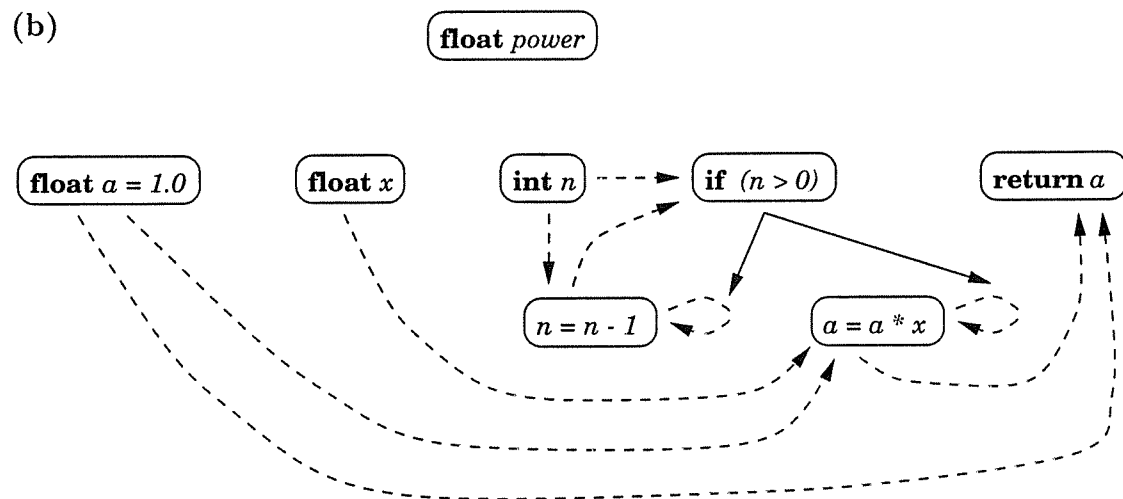 (b)
float power
float a = 1.0
float x
int n
if (n > 0)
return a
n = n - 1
a = a * x